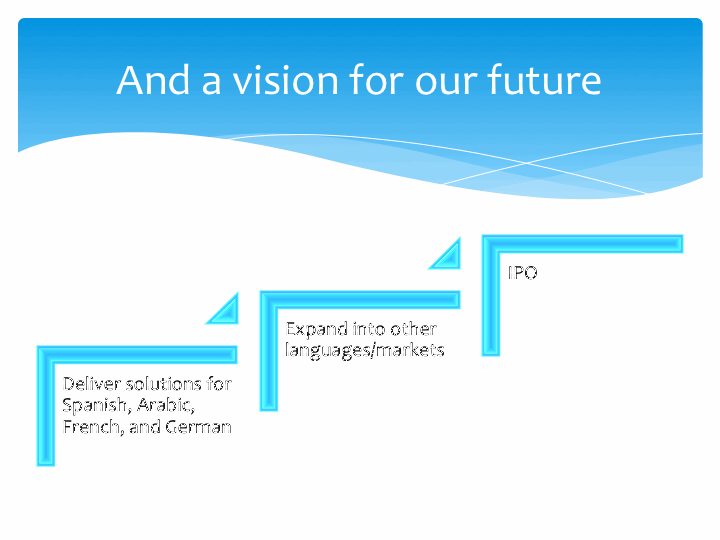 And a vision for our future
IPO
Expand into other
languages/markets
Deliver solutions for
Spanish, Arabic,
French, and German